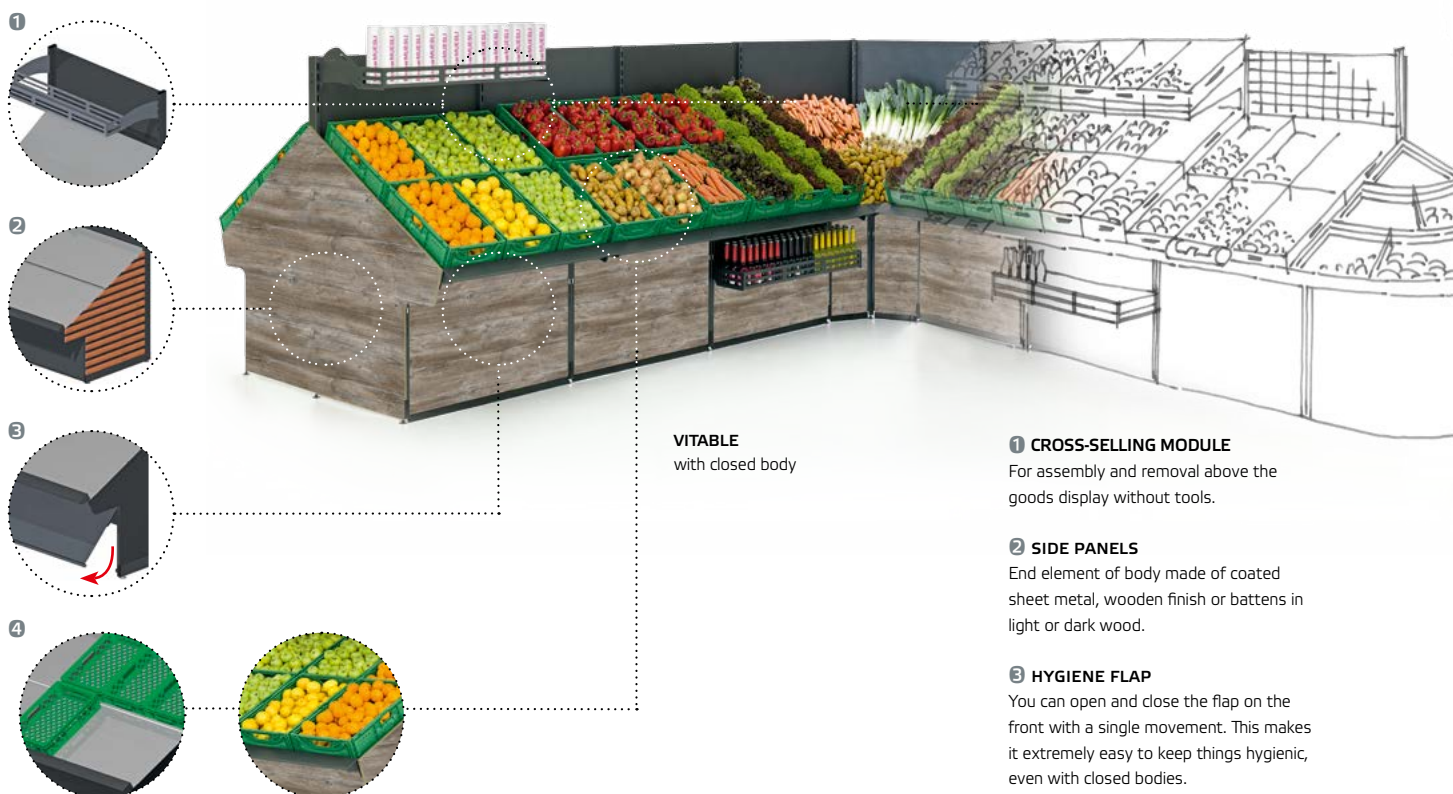 1
2
3
4
VITABLE
with closed body
1 CROSS-SELLING MODULE
For assembly and removal above the
goods display without tools.
2 SIDE PANELS
End element of body made of coated
sheet metal, wooden finish or battens in
light or dark wood.
3 HYGIENE FLAP
You can open and close the flap on the
front with a single movement. This makes
it extremely easy to keep things hygienic,
even with closed bodies.